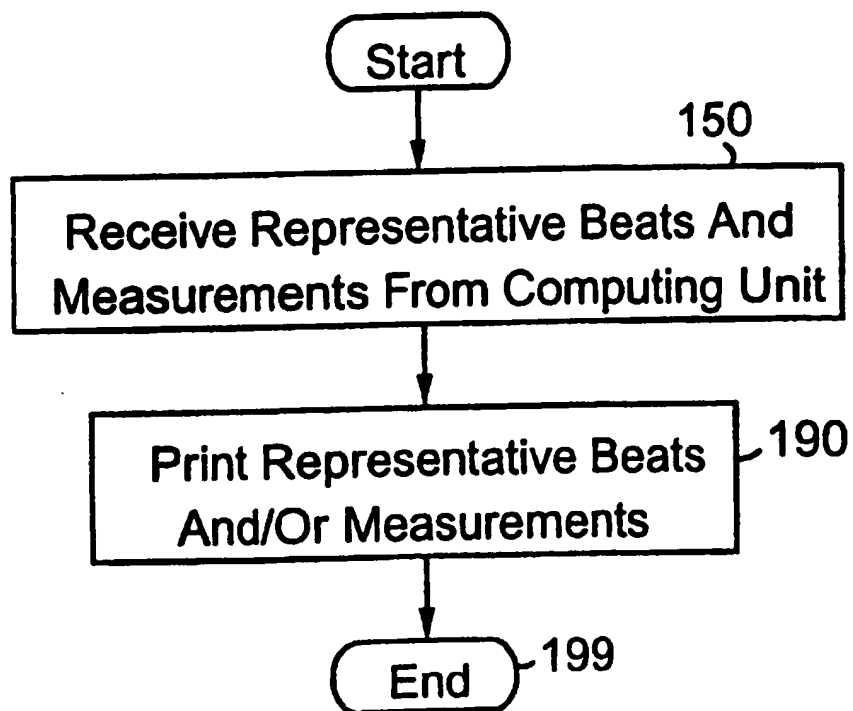 Start
150
Receive Representative Beats And
Measurements From Computing Unit
Print Representative Beats
And/Or Measurements
190
End
199